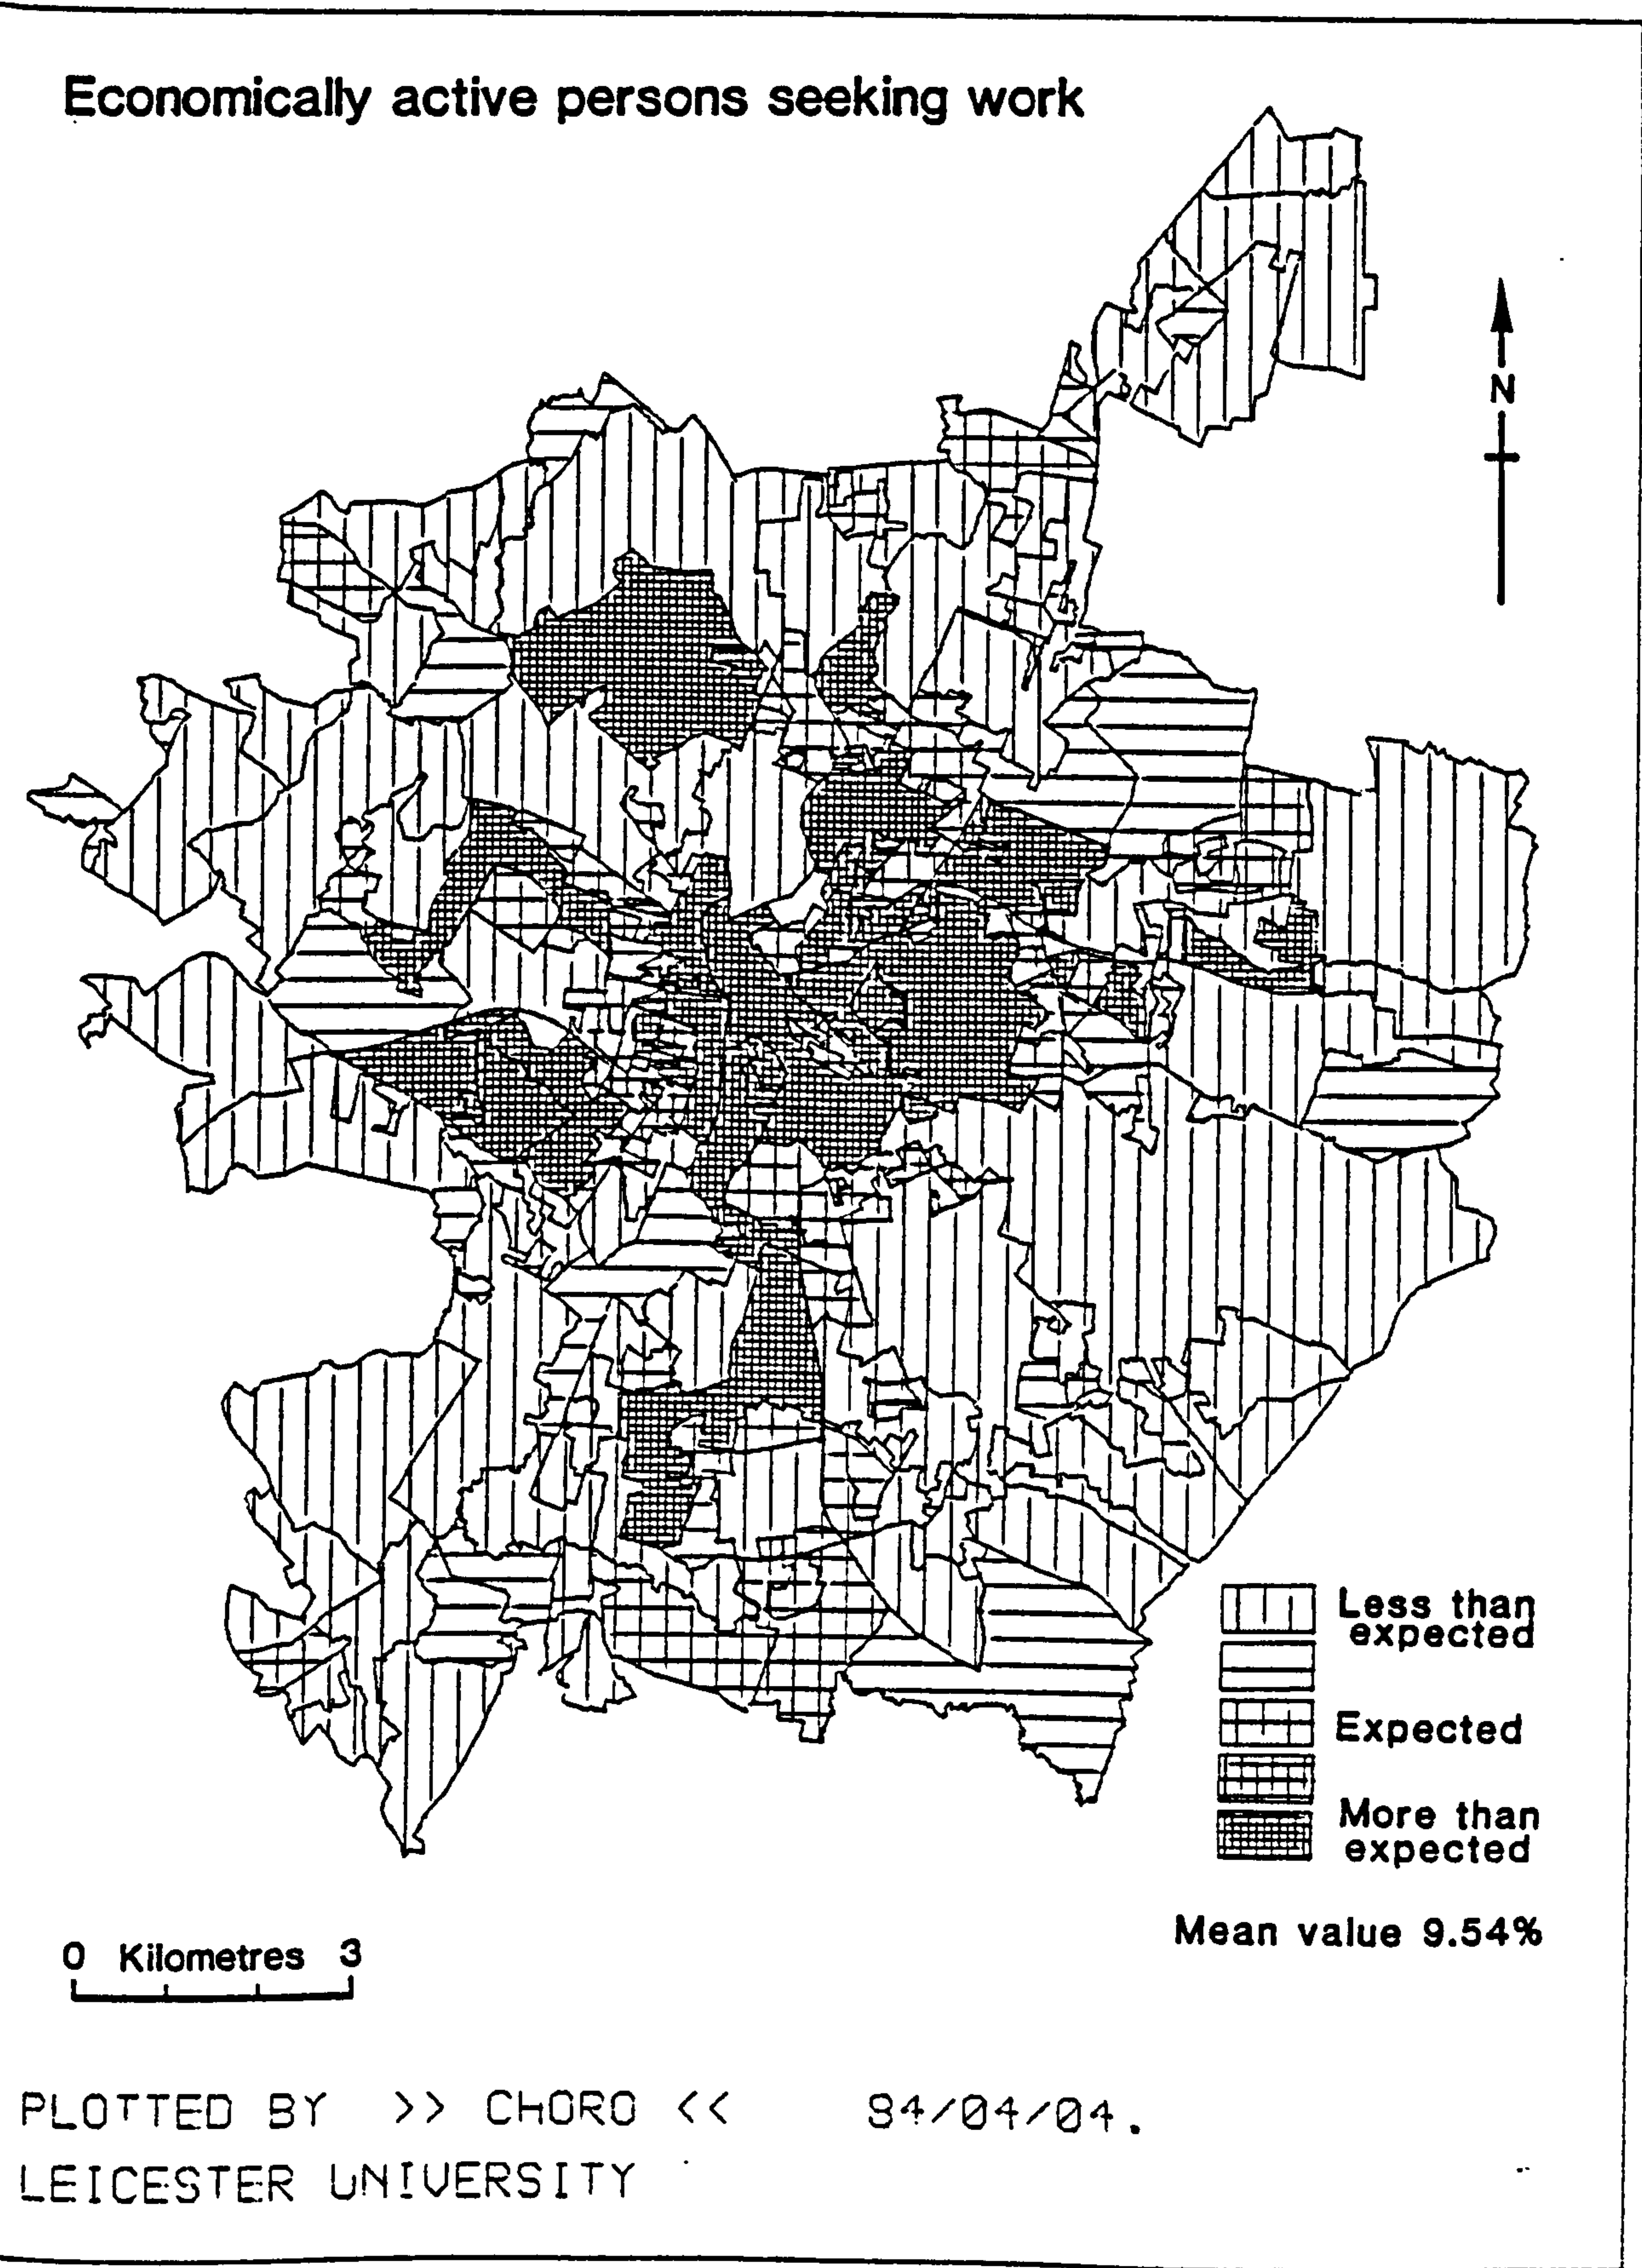 Economically active persons seeking work
N
Less than
expected
Expected
More than
expected
Mean value 9.54%
0 Kilometres 3
PLOTTED BY >> CHORO << 84/04/04.
LEICESTER UNIVERSITY